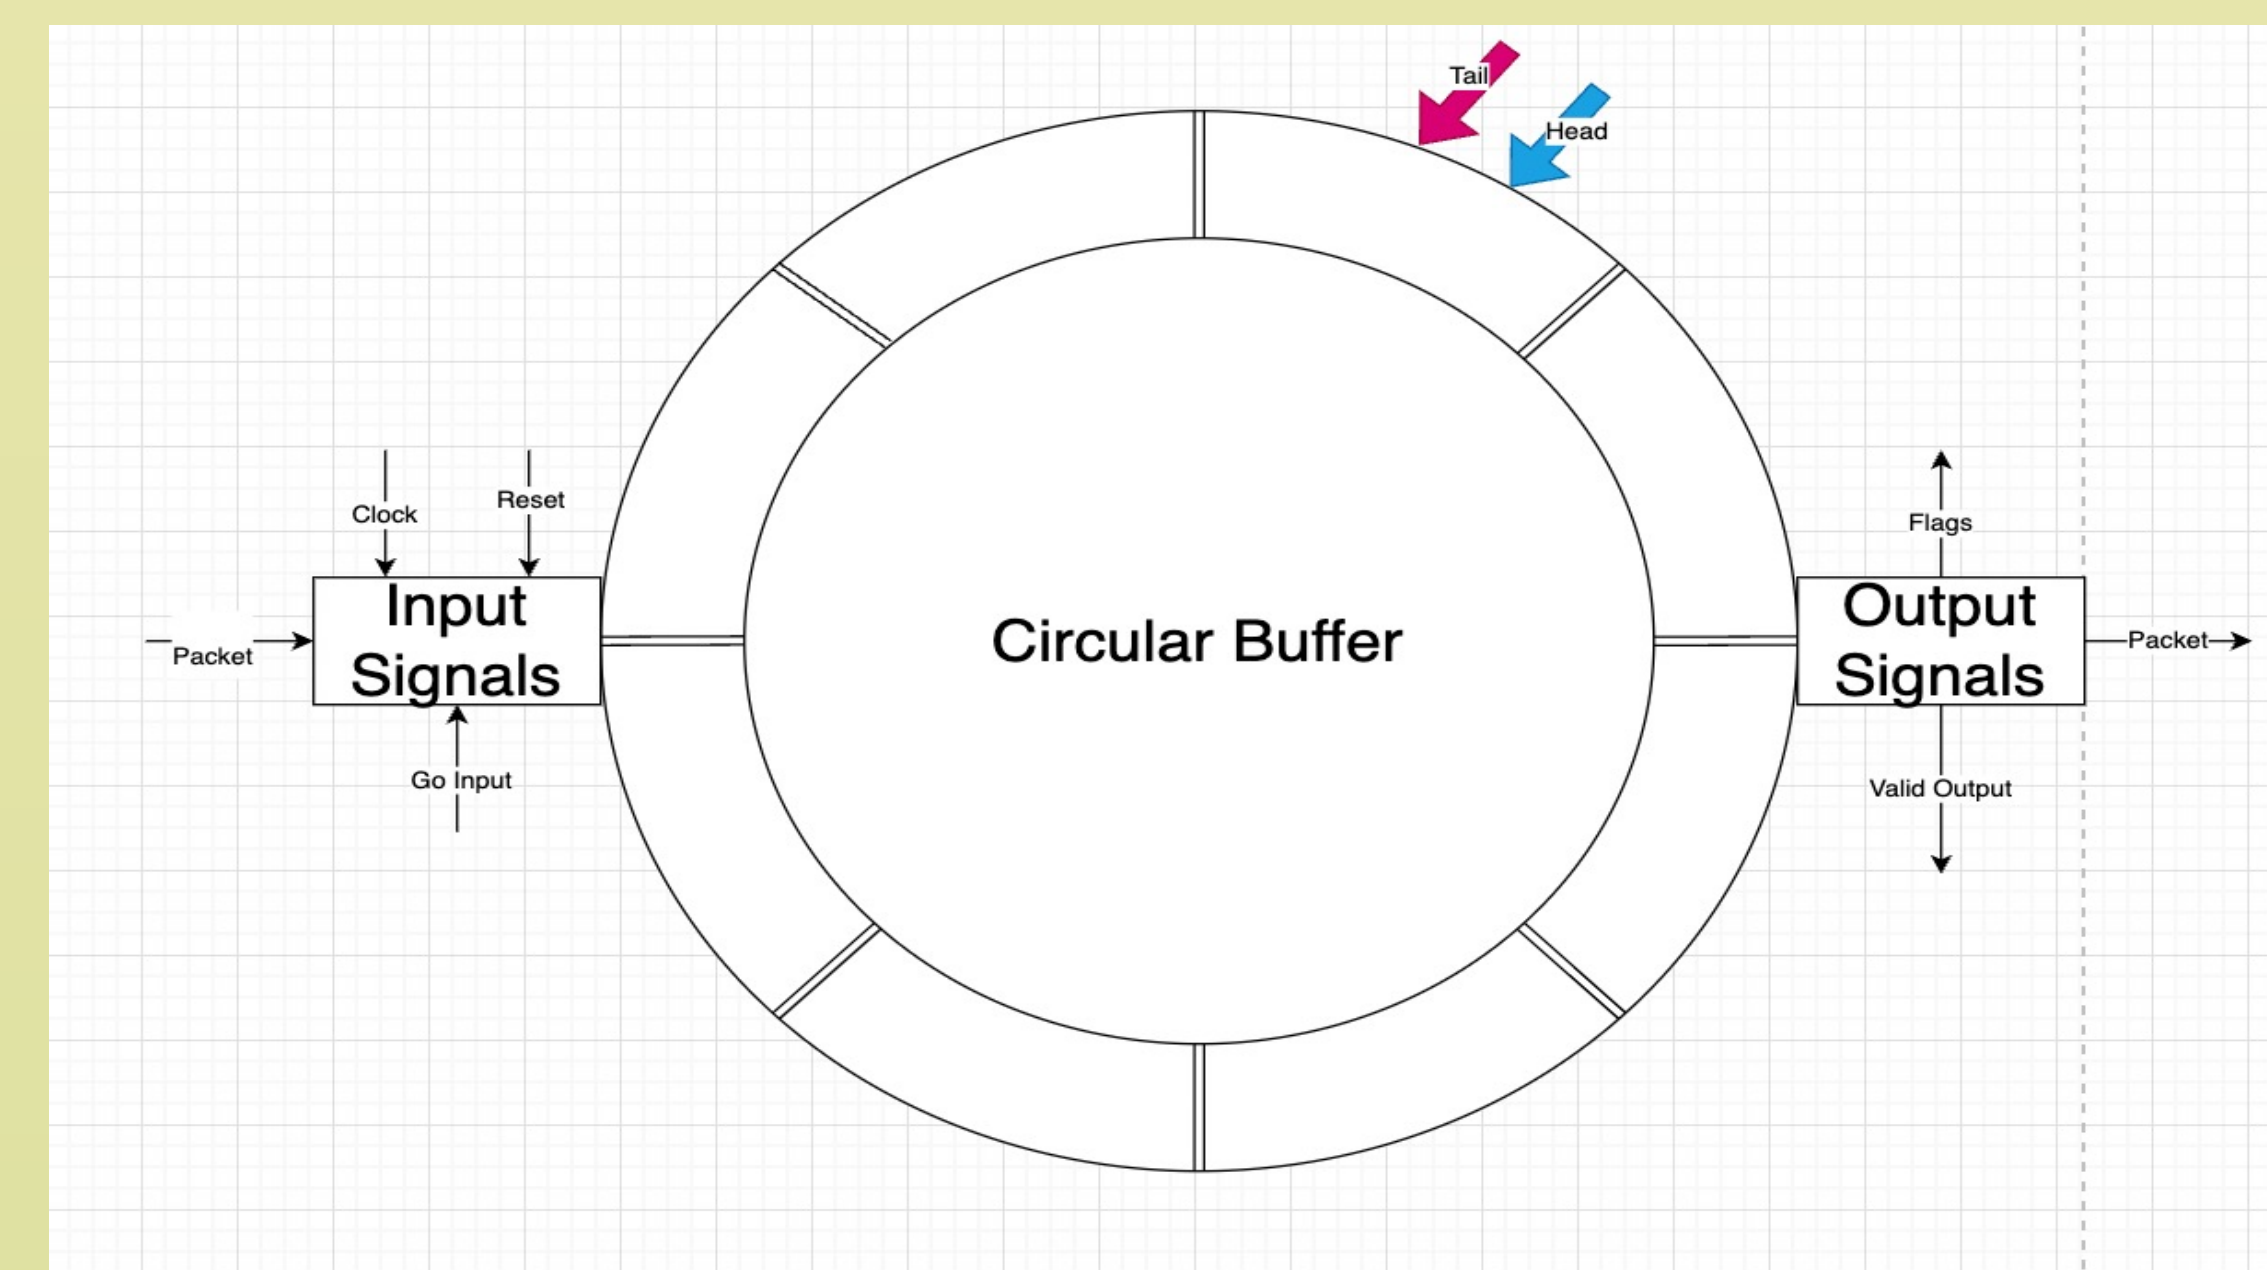 Tail
Head
Clock
Reset
Flags
Input
Signals
Packet
Circular Buffer
Output
Signals
Packet
Go Input
Valid Output